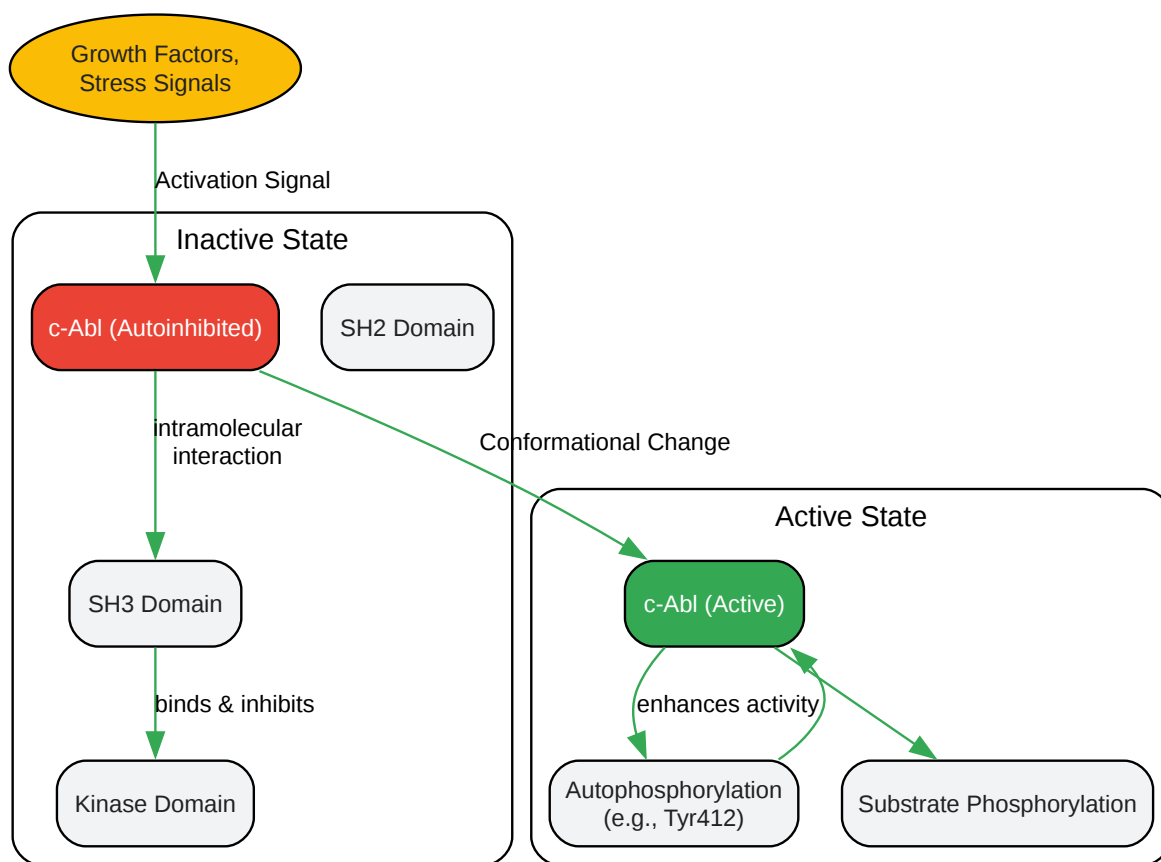 Growth Factors,
Stress Signals
Activation Signal
Inactive State
c-Abl (Autoinhibited)
SH2 Domain
intramolecular
interaction
Conformational Change
Active State
SH3 Domain
c-Abl (Active)
binds & inhibits
enhances activity
Kinase Domain
Autophosphorylation
(e.g., Tyr412)
Substrate Phosphorylation